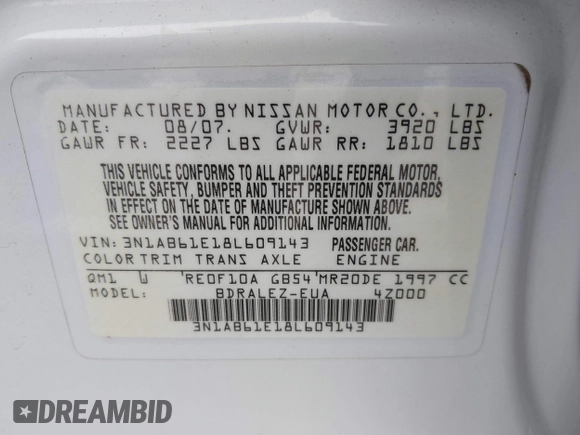 MANUFACTURED BY NISSAN MOTOR CO., LTD.
DATE: 08/07. GVWR: 3920 LBS
GAWR FR: 2227 LBS GAWR RR: 1810 LBS
THIS VEHICLE CONFORMS TO ALL APPLICABLE FEDERAL MOTOR
VEHICLE SAFETY, BUMPER AND THEFT PREVENTION STANDARDS
IN EFFECT ON THE DATE OF MANUFACTURE SHOWN ABOVE.
SEE OWNER'S MANUAL FOR ADDITIONAL INFORMATION.
VIN: 3N1AB61E18L609143 PASSENGER CAR.
COLOR TRIM TRANS AXLE ENGINE
QM1 W 'RE0F10A GB54'MR20DE 1997 CC
MODEL: BDRALEZ-EUA 4Z000
3N1AB61E18L609143
DREAMBID